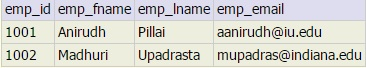 emp_id emp_fname emp_lname emp_email
1001 Anirudh Pillai aanirudh@iu.edu
1002 Madhuri Upadrasta mupadras@indiana.edu